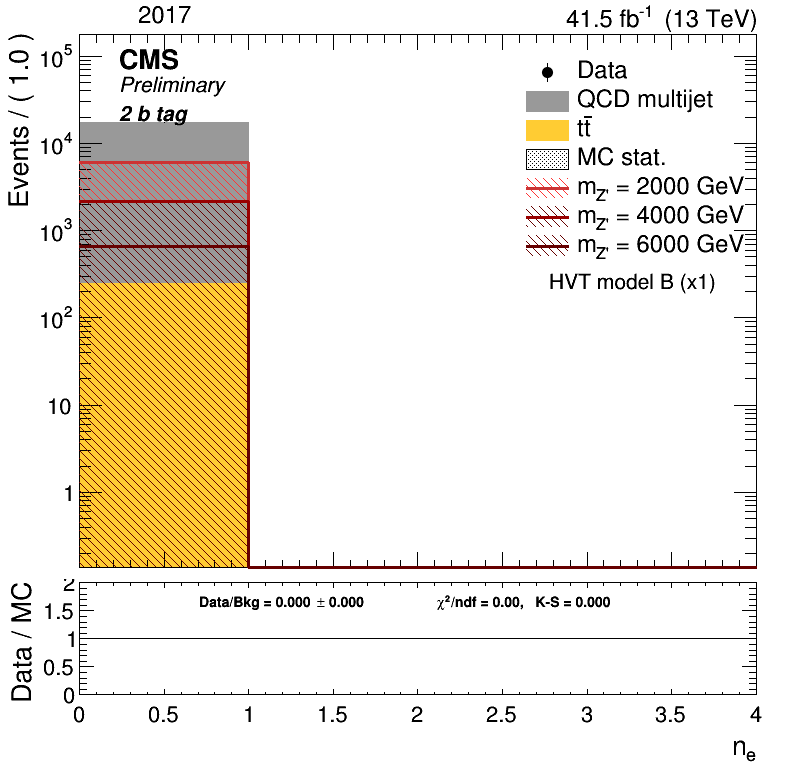 2017
41.5 fb⁻¹ (13 TeV)
CMS
Preliminary
2 b tag
Data
QCD multijet
tt̄
MC stat.
m_Z' = 2000 GeV
m_Z' = 4000 GeV
m_Z' = 6000 GeV
HVT model B (x1)
Events / ( 1.0 )
10⁵
10⁴
10³
10²
10
1
Data/Bkg = 0.000 ± 0.000
χ²/ndf = 0.00, K-S = 0.000
Data / MC
2
1.5
1
0.5
0
0 0.5 1 1.5 2 2.5 3 3.5 4
n_e